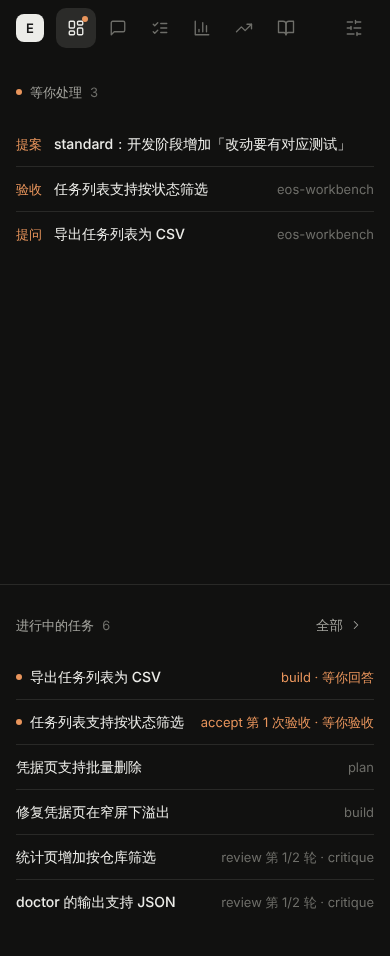 E
等你处理 3
提案 standard：开发阶段增加「改动要有对应测试」
验收 任务列表支持按状态筛选 eos-workbench
提问 导出任务列表为 CSV eos-workbench
进行中的任务 6 全部
导出任务列表为 CSV build · 等你回答
任务列表支持按状态筛选 accept 第 1 次验收 · 等你验收
凭据页支持批量删除 plan
修复凭据页在窄屏下溢出 build
统计页增加按仓库筛选 review 第 1/2 轮 · critique
doctor 的输出支持 JSON review 第 1/2 轮 · critique